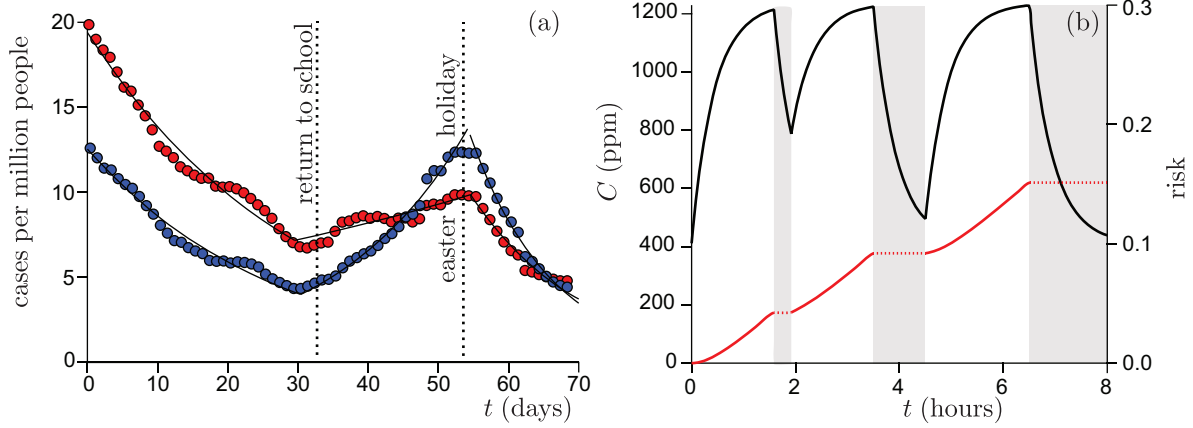 (a)
cases per million people
20
15
10
5
0
return to school
easter holiday
0 10 20 30 40 50 60 70
t (days)
(b)
C (ppm)
1200
1000
800
600
400
200
0
0.3
0.2
0.1
0.0
risk
0 2 4 6 8
t (hours)